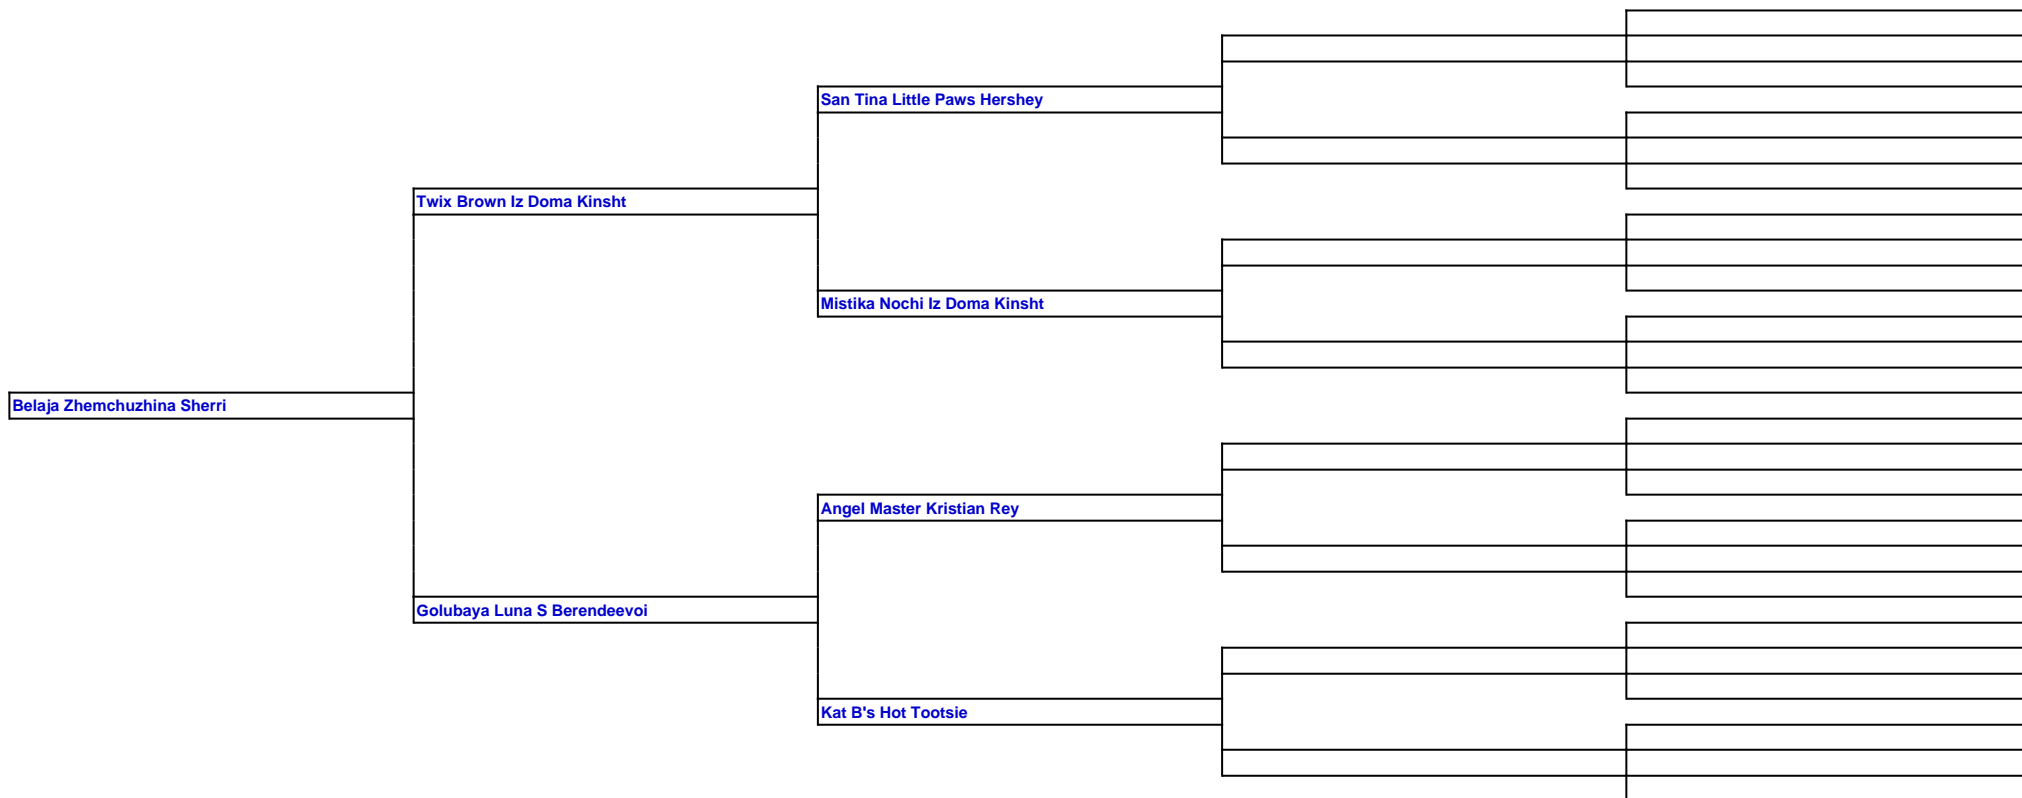 San Tina Little Paws Hershey
Twix Brown Iz Doma Kinsht
Mistika Nochi Iz Doma Kinsht
Belaja Zhemchuzhina Sherri
Angel Master Kristian Rey
Golubaya Luna S Berendeevoi
Kat B's Hot Tootsie